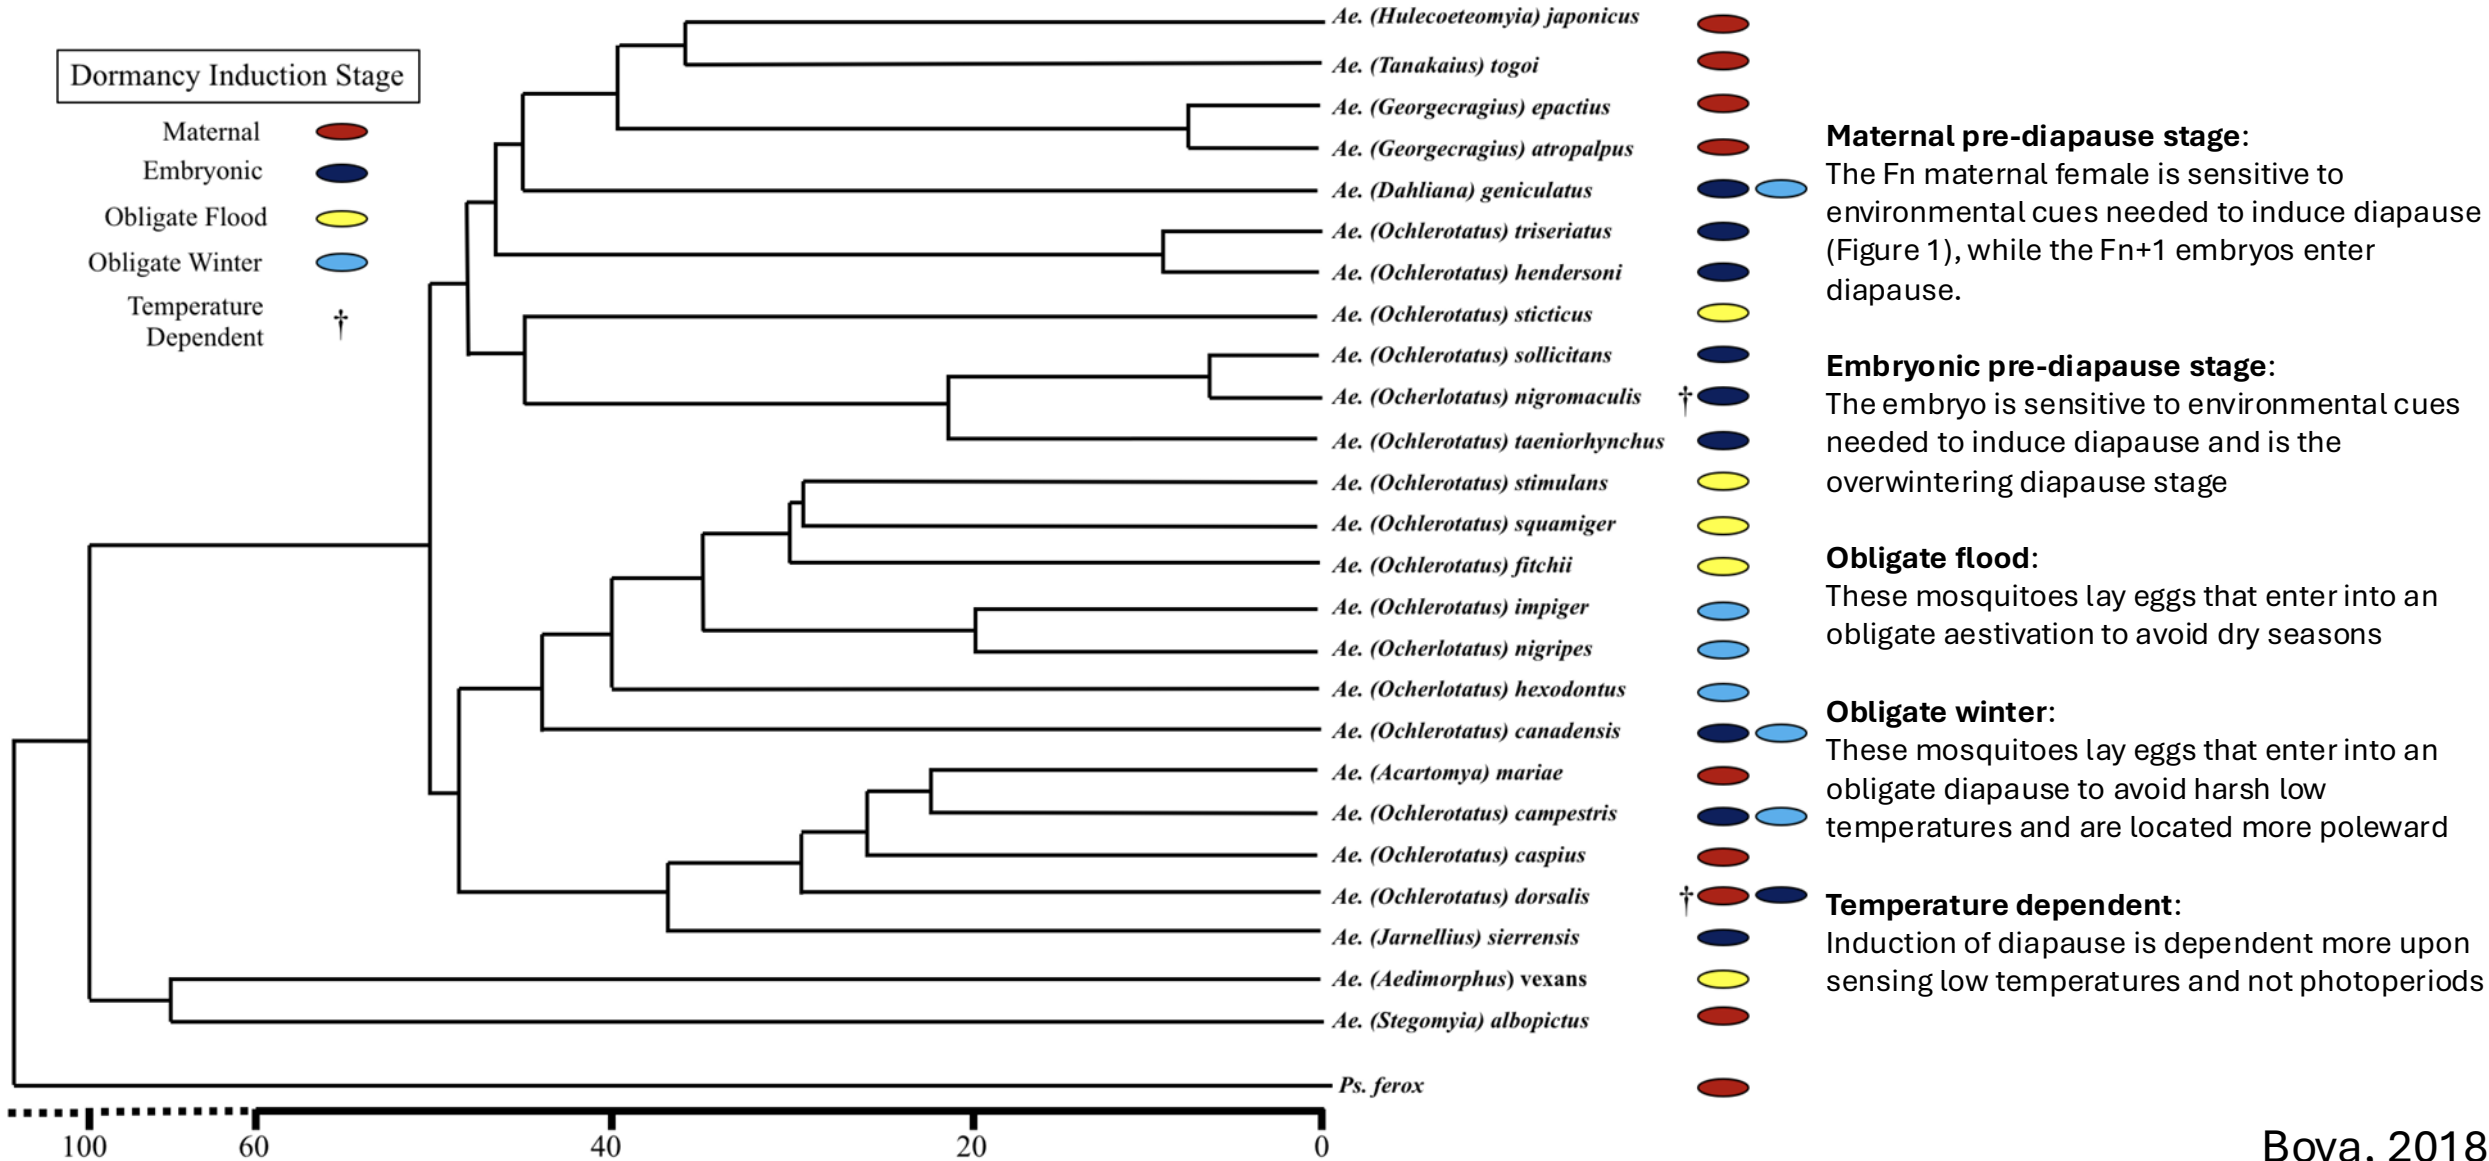 Dormancy Induction Stage
Maternal
Embryonic
Obligate Flood
Obligate Winter
Temperature
Dependent
†
Ae. (Hulecoeteomyia) japonicus
Ae. (Tanakaius) togoi
Ae. (Georgecragius) epactius
Ae. (Georgecragius) atropalpus
Ae. (Dahliana) geniculatus
Ae. (Ochlerotatus) triseriatus
Ae. (Ochlerotatus) hendersoni
Ae. (Ochlerotatus) sticticus
Ae. (Ochlerotatus) sollicitans
Ae. (Ocherlotatus) nigromaculis †
Ae. (Ochlerotatus) taeniorhynchus
Ae. (Ochlerotatus) stimulans
Ae. (Ochlerotatus) squamiger
Ae. (Ochlerotatus) fitchii
Ae. (Ochlerotatus) impiger
Ae. (Ocherlotatus) nigripes
Ae. (Ocherlotatus) hexodontus
Ae. (Ochlerotatus) canadensis
Ae. (Acartomya) mariae
Ae. (Ochlerotatus) campestris
Ae. (Ochlerotatus) caspius
Ae. (Ochlerotatus) dorsalis †
Ae. (Jarnellius) sierrensis
Ae. (Aedimorphus) vexans
Ae. (Stegomyia) albopictus
Ps. ferox
100 60 40 20 0
Maternal pre-diapause stage:
The Fn maternal female is sensitive to
environmental cues needed to induce diapause
(Figure 1), while the Fn+1 embryos enter
diapause.
Embryonic pre-diapause stage:
The embryo is sensitive to environmental cues
needed to induce diapause and is the
overwintering diapause stage
Obligate flood:
These mosquitoes lay eggs that enter into an
obligate aestivation to avoid dry seasons
Obligate winter:
These mosquitoes lay eggs that enter into an
obligate diapause to avoid harsh low
temperatures and are located more poleward
Temperature dependent:
Induction of diapause is dependent more upon
sensing low temperatures and not photoperiods
Bova, 2018